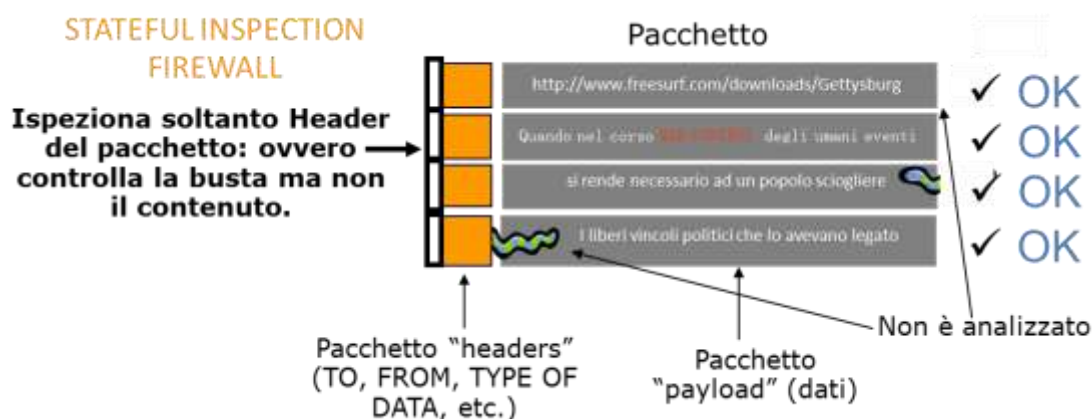 STATEFUL INSPECTION
FIREWALL
Ispeziona soltanto Header
del pacchetto: ovvero
controlla la busta ma non
il contenuto.
Pacchetto
http://www.freesurf.com/downloads/Gettysburg
OK
Quando nel corso degli umani eventi
OK
si rende necessario ad un popolo sciogliere
OK
I liberi vincoli politici che lo avevano legato
OK
Non è analizzato
Pacchetto "headers"
(TO, FROM, TYPE OF
DATA, etc.)
Pacchetto
"payload" (dati)